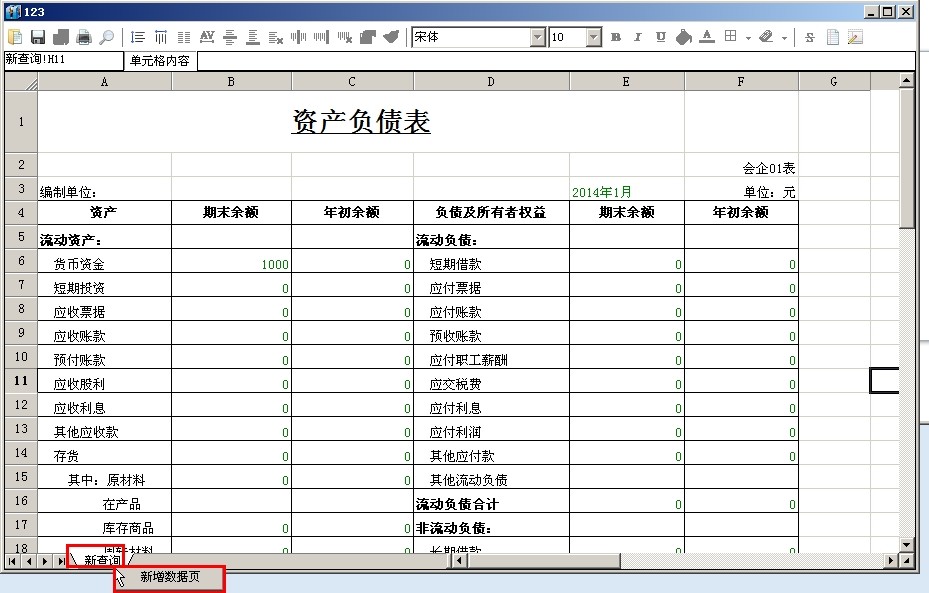 123
宋体 10 B I U S
新查询!H11 单元格内容
A B C D E F G
1 资产负债表
2 会企01表
3 编制单位： 2014年1月 单位：元
4 资产 期末余额 年初余额 负债及所有者权益 期末余额 年初余额
5 流动资产： 流动负债：
6 货币资金 1000 0 短期借款 0 0
7 短期投资 0 0 应付票据 0 0
8 应收票据 0 0 应付账款 0 0
9 应收账款 0 0 预收账款 0 0
10 预付账款 0 0 应付职工薪酬 0 0
11 应收股利 0 0 应交税费 0 0
12 应收利息 0 0 应付利息 0 0
13 其他应收款 0 0 应付利润 0 0
14 存货 0 0 其他应付款 0 0
15 其中：原材料 0 0 其他流动负债
16 在产品 流动负债合计 0 0
17 库存商品 0 0 非流动负债：
18 周转材料 0 0 长期借款 0 0
新查询
新增数据页